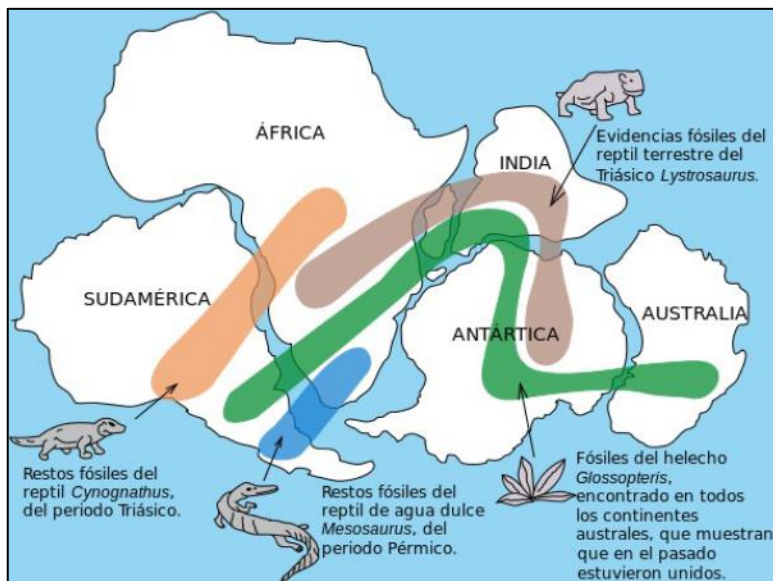 ÁFRICA
INDIA
Evidencias fósiles del
reptil terrestre del
Triásico Lystrosaurus.
SUDAMÉRICA
ANTÁRTICA
AUSTRALIA
Restos fósiles del
reptil Cynognathus,
del periodo Triásico.
Restos fósiles del
reptil de agua dulce
Mesosaurus, del
periodo Pérmico.
Fósiles del helecho
Glossopteris,
encontrado en todos
los continentes
australes, que muestran
que en el pasado
estuvieron unidos.